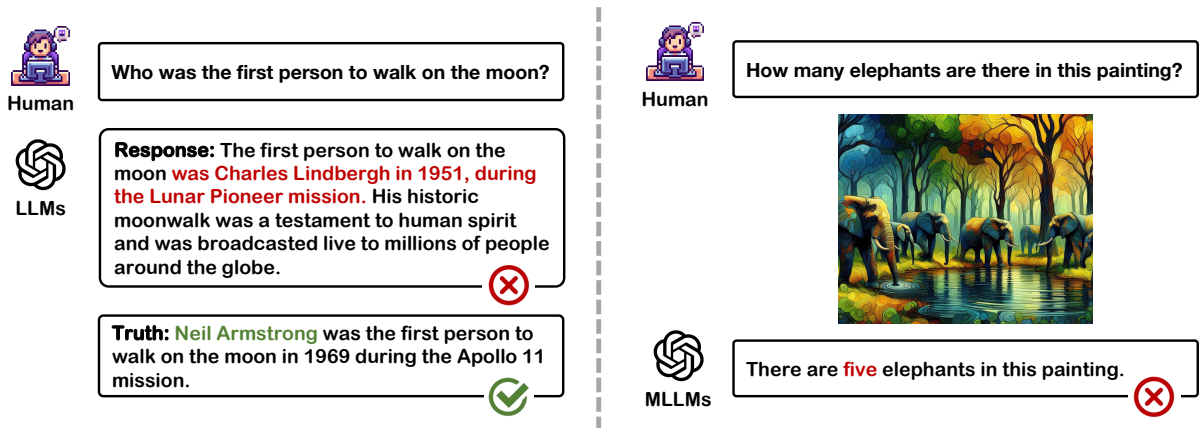 Human
Who was the first person to walk on the moon?
LLMs
Response: The first person to walk on the
moon was Charles Lindbergh in 1951, during
the Lunar Pioneer mission. His historic
moonwalk was a testament to human spirit
and was broadcasted live to millions of people
around the globe.
Truth: Neil Armstrong was the first person to
walk on the moon in 1969 during the Apollo 11
mission.
Human
How many elephants are there in this painting?
MLLMs
There are five elephants in this painting.